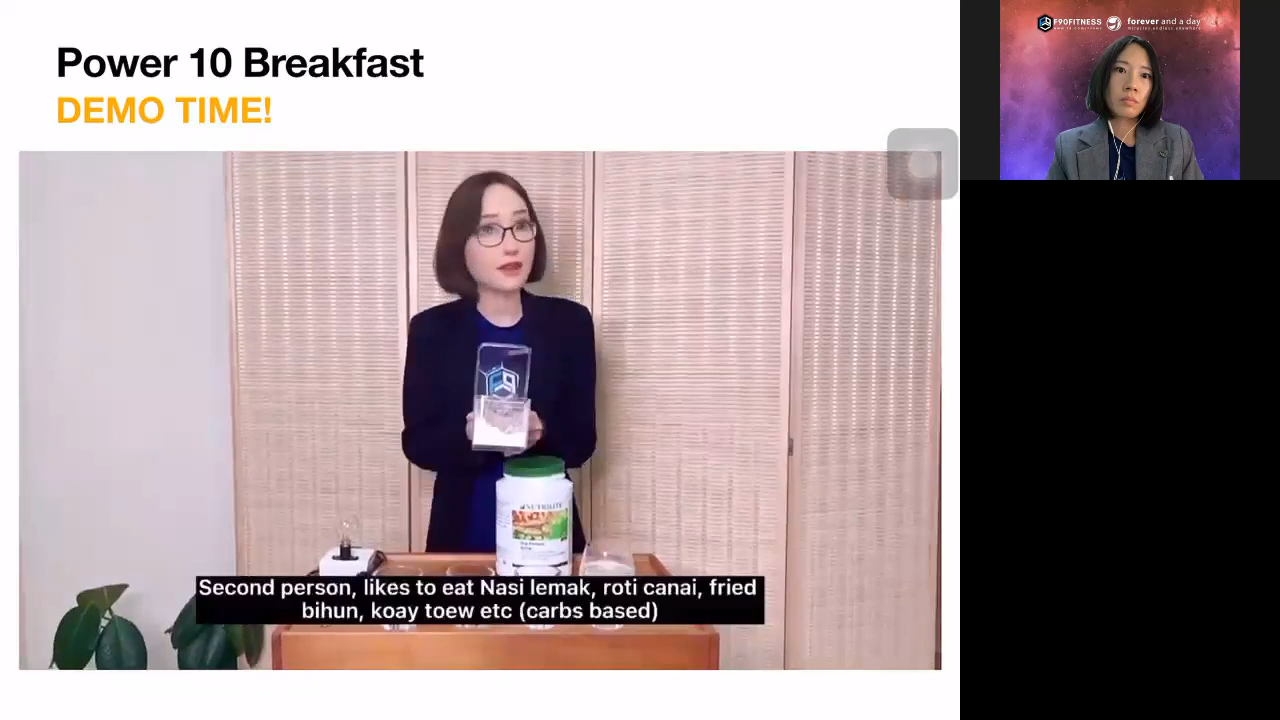 Power 10 Breakfast
DEMO TIME!
F90FITNESS
forever and a day
NUTRILITE
Second person, likes to eat Nasi lemak, roti canai, fried
bihun, koay toew etc (carbs based)